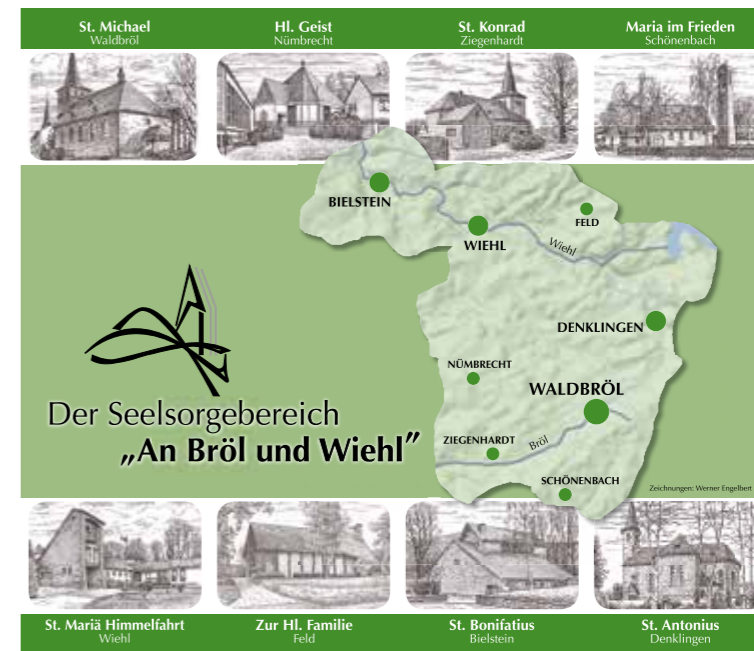 St. Michael
Waldbröl
Hl. Geist
Nümbrecht
St. Konrad
Ziegenhardt
Maria im Frieden
Schönenbach
BIELSTEIN
FELD
WIEHL
Wiehl
DENKLINGEN
NÜMBRECHT
WALDBRÖL
ZIEGENHARDT
Bröl
SCHÖNENBACH
Der Seelsorgebereich
„An Bröl und Wiehl”
Zeichnungen: Werner Engelbert
St. Mariä Himmelfahrt
Wiehl
Zur Hl. Familie
Feld
St. Bonifatius
Bielstein
St. Antonius
Denklingen